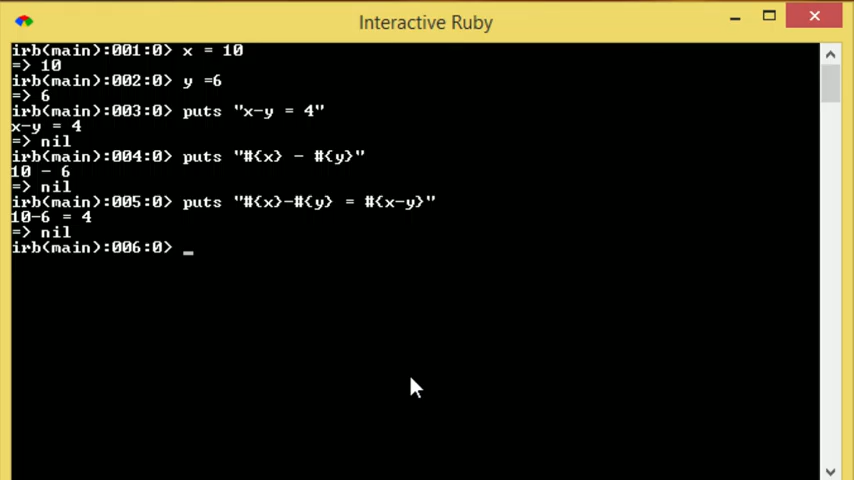 Interactive Ruby
irb(main):001:0> x = 10
=> 10
irb(main):002:0> y =6
=> 6
irb(main):003:0> puts "x-y = 4"
x-y = 4
=> nil
irb(main):004:0> puts "#{x} - #{y}"
10 - 6
=> nil
irb(main):005:0> puts "#{x}-#{y} = #{x-y}"
10-6 = 4
=> nil
irb(main):006:0> _